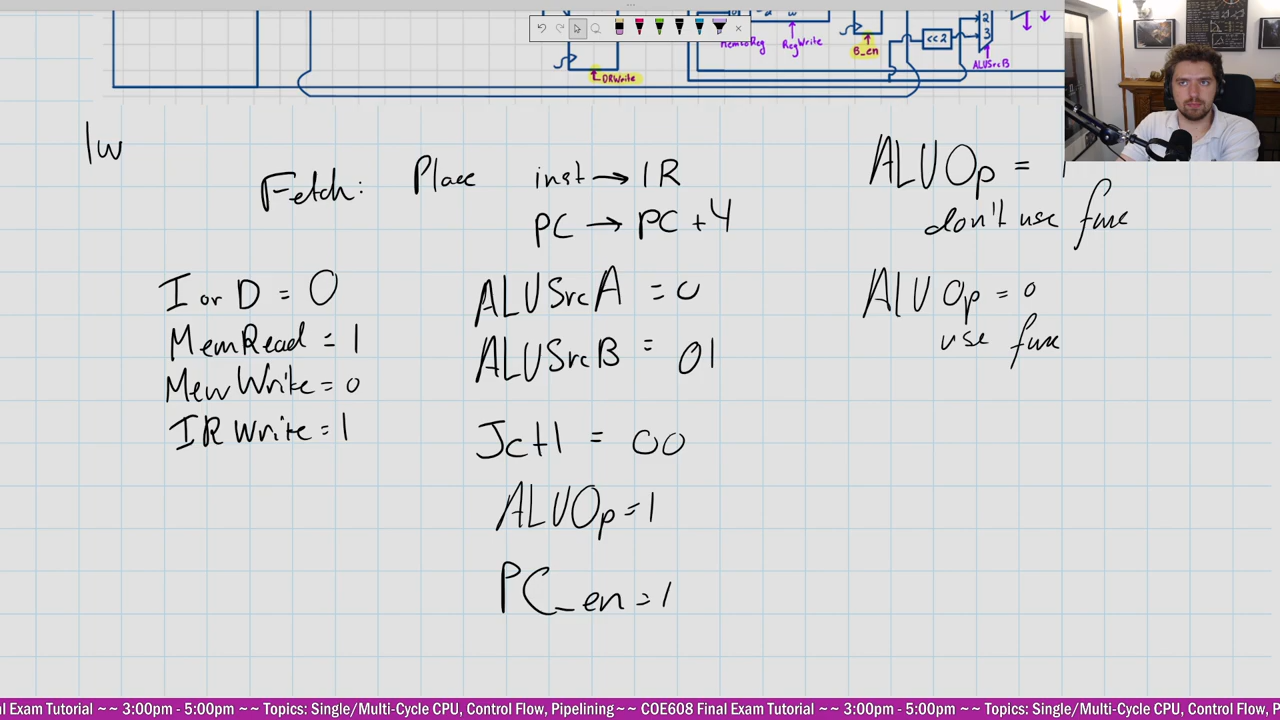 2
3
MemtoReg
RegWrite
B_en
<<2
ALUSrcB
DRWrite
lw
Fetch: Place inst → IR
PC → PC + 4
I or D = 0
MemRead = 1
MemWrite = 0
IRWrite = 1
ALUSrcA = 0
ALUSrcB = 01
Jctl = 00
ALUOp = 1
PC_en = 1
ALUOp = 1
don't use func
ALUOp = 0
use func
al Exam Tutorial ~~ 3:00pm - 5:00pm ~~ Topics: Single/Multi-Cycle CPU, Control Flow, Pipelining~~ COE608 Final Exam Tutorial ~~ 3:00pm - 5:00pm ~~ Topics: Single/Multi-Cycle CPU, Control Flow, P